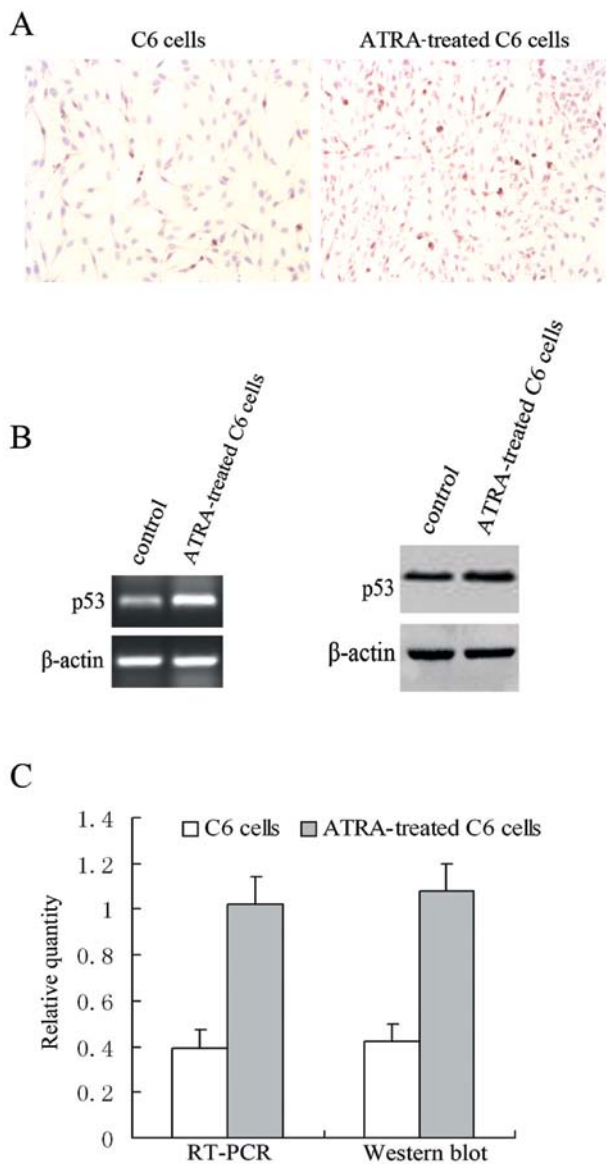 A
C6 cells
ATRA-treated C6 cells
B
control
ATRA-treated C6 cells
p53
β-actin
control
ATRA-treated C6 cells
p53
β-actin
C
C6 cells
ATRA-treated C6 cells
Relative quantity
1.4
1.2
1
0.8
0.6
0.4
0.2
0
RT-PCR
Western blot